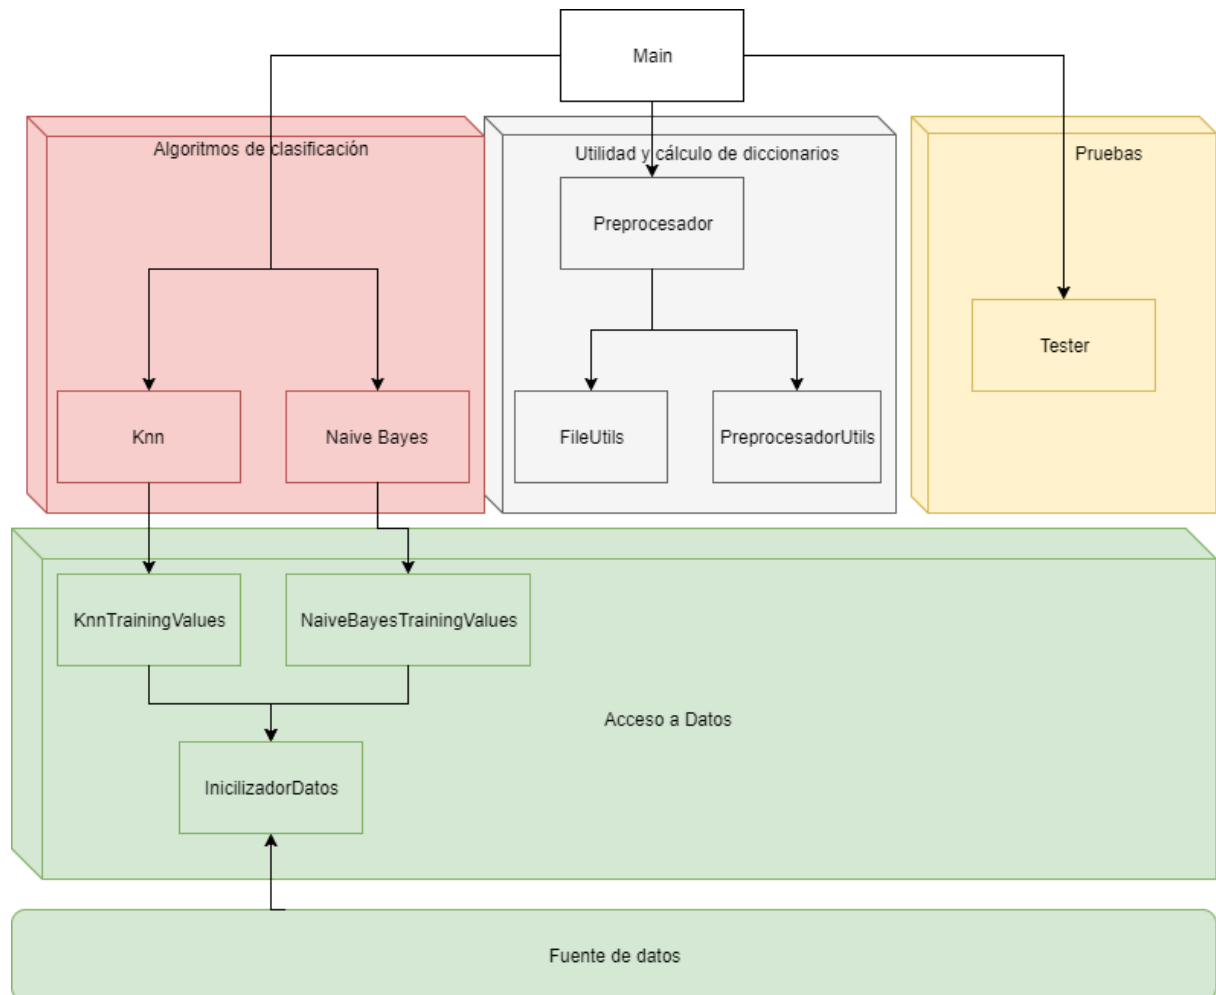 Main
Algoritmos de clasificación
Utilidad y cálculo de diccionarios
Pruebas
Preprocesador
Tester
Knn
Naive Bayes
FileUtils
PreprocesadorUtils
KnnTrainingValues
NaiveBayesTrainingValues
Acceso a Datos
InicilizadorDatos
Fuente de datos